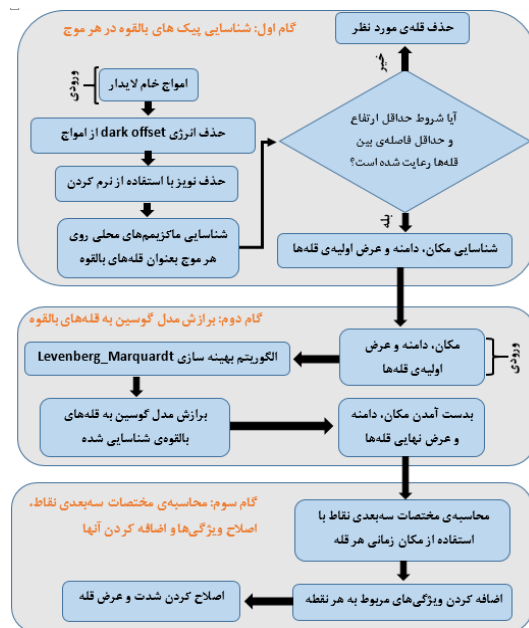 گام اول: شناسایی پیک های بالقوه در هر موج
ورودی
امواج خام لایدار
حذف انرژی dark offset از امواج
حذف نویز با استفاده از نرم کردن
شناسایی ماکزیمم‌های محلی روی
هر موج بعنوان قله‌های بالقوه
حذف قله‌ی مورد نظر
خیر
آیا شروط حداقل ارتفاع
و حداقل فاصله‌ی بین
قله‌ها رعایت شده است؟
بله
شناسایی مکان، دامنه و عرض اولیه‌ی قله‌ها
گام دوم: برازش مدل گوسین به قله‌های بالقوه
ورودی
مکان، دامنه و عرض
اولیه‌ی قله‌ها
الگوریتم بهینه سازی Levenberg_Marquardt
برازش مدل گوسین به قله‌های
بالقوه‌ی شناسایی شده
بدست آمدن مکان، دامنه
و عرض نهایی قله‌ها
گام سوم: محاسبه‌ی مختصات سه‌بعدی نقاط،
اصلاح ویژگی‌ها و اضافه کردن آنها
محاسبه‌ی مختصات سه‌بعدی نقاط با
استفاده از مکان زمانی هر قله
اضافه کردن ویژگی‌های مربوط به هر نقطه
اصلاح کردن شدت و عرض قله